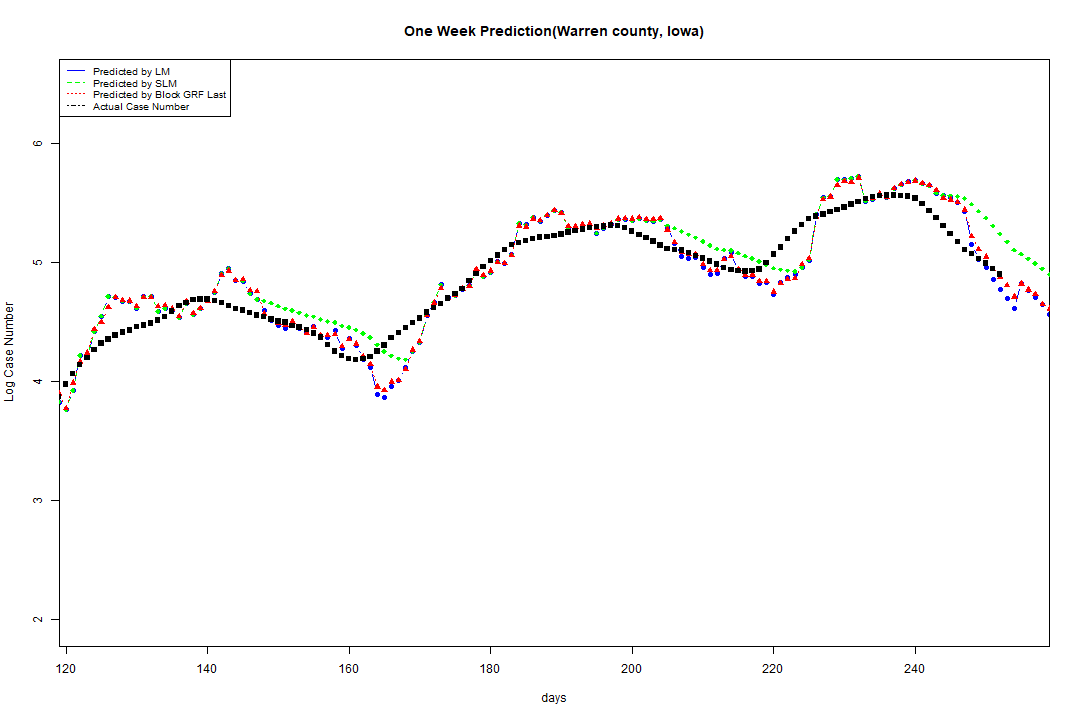 One Week Prediction(Warren county, Iowa)
Predicted by LM
Predicted by SLM
Predicted by Block GRF Last
Actual Case Number
6
5
4
3
2
Log Case Number
120 140 160 180 200 220 240
days